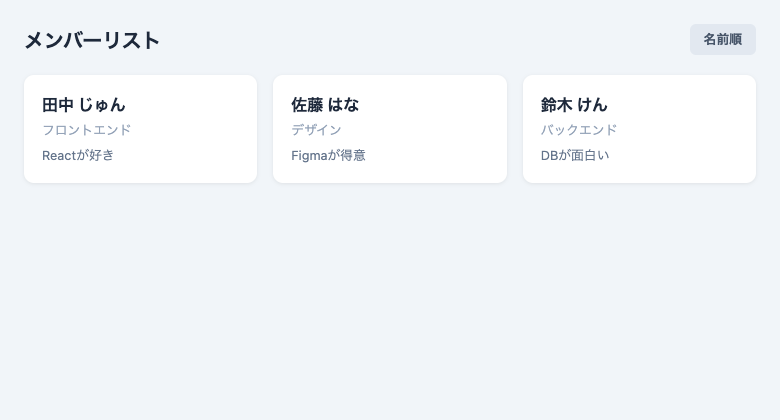 メンバーリスト
名前順
田中 じゅん
フロントエンド
Reactが好き
佐藤 はな
デザイン
Figmaが得意
鈴木 けん
バックエンド
DBが面白い